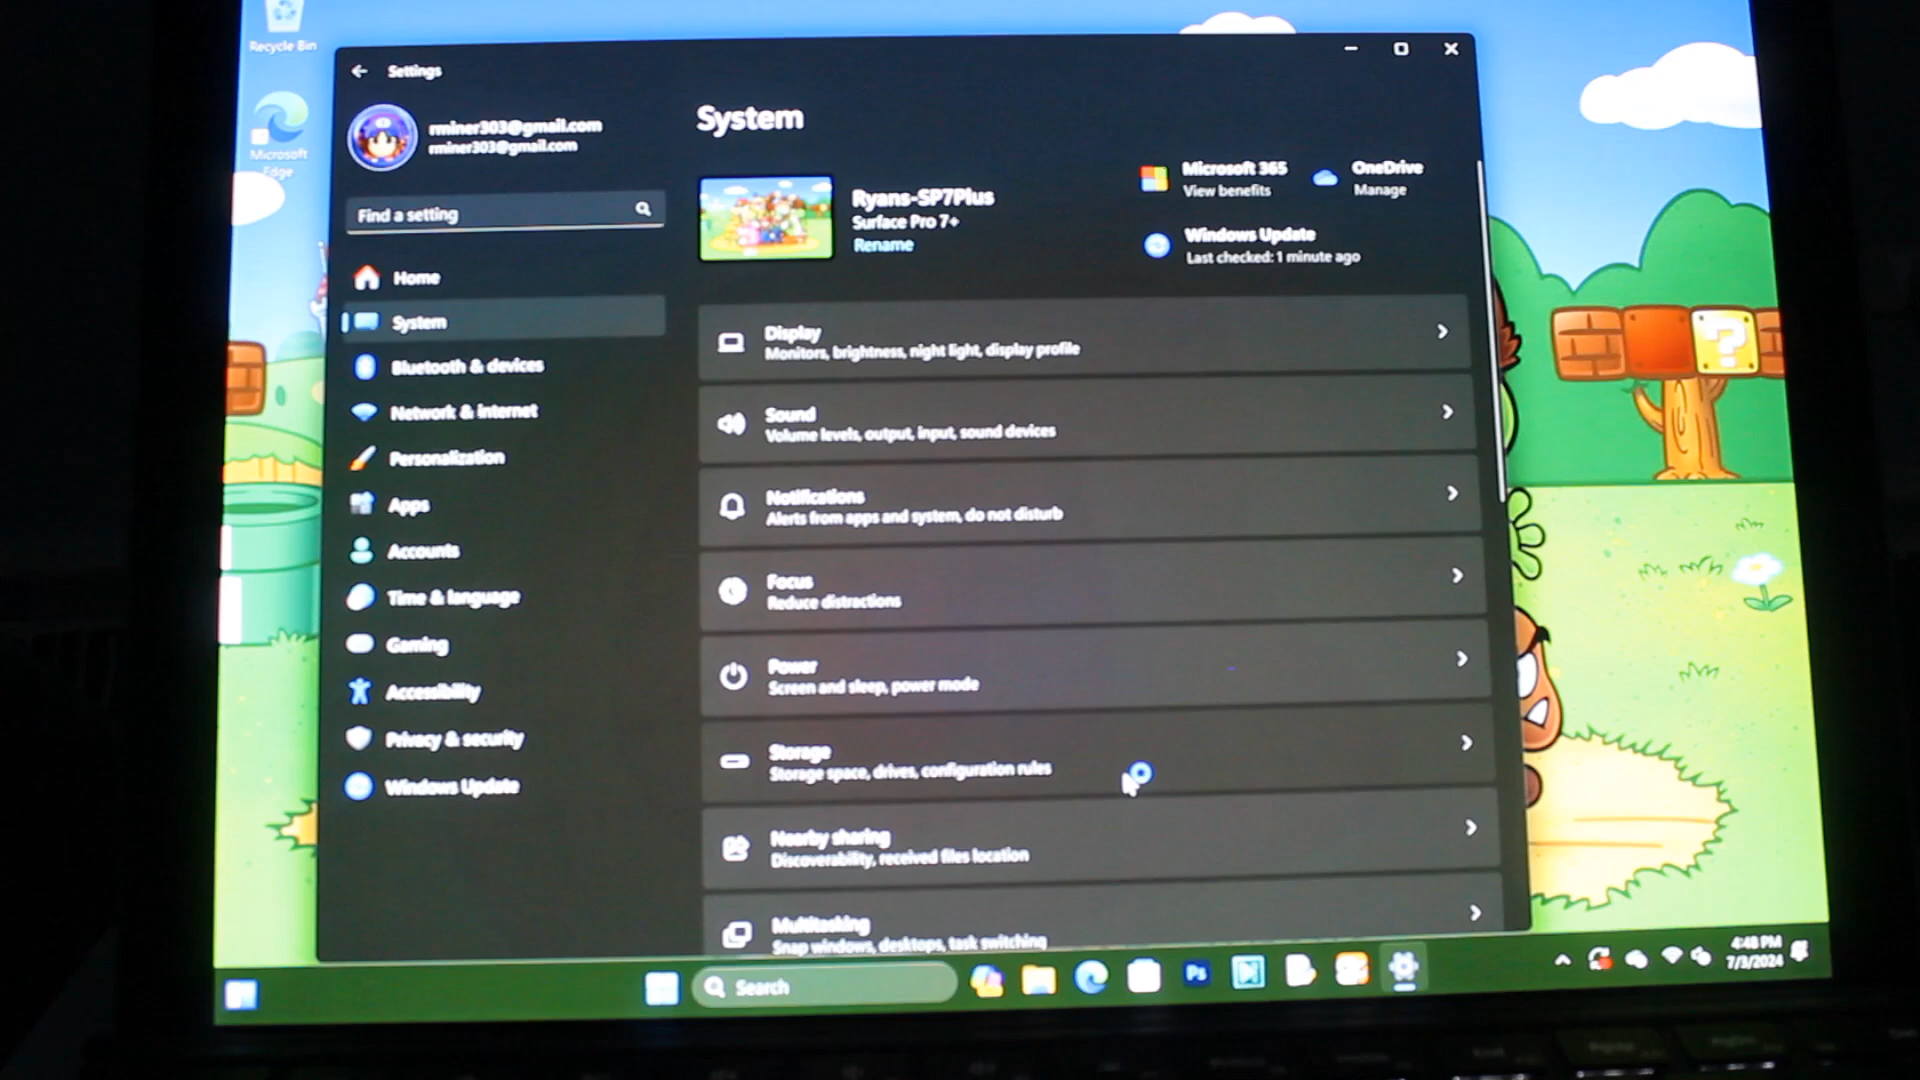 Recycle Bin
Microsoft
Edge
Settings
rminer303@gmail.com
rminer303@gmail.com
Find a setting
Home
System
Bluetooth & devices
Network & internet
Personalization
Apps
Accounts
Time & language
Gaming
Accessibility
Privacy & security
Windows Update
System
Ryans-SP7Plus
Surface Pro 7+
Rename
Microsoft 365
View benefits
OneDrive
Manage
Windows Update
Last checked: 1 minute ago
Display
Monitors, brightness, night light, display profile
Sound
Volume levels, output, input, sound devices
Notifications
Alerts from apps and system, do not disturb
Focus
Reduce distractions
Power
Screen and sleep, power mode
Storage
Storage space, drives, configuration rules
Nearby sharing
Discoverability, received files location
Multitasking
Snap windows, desktops, task switching
?
Search
Ps
4:48 PM
7/3/2024